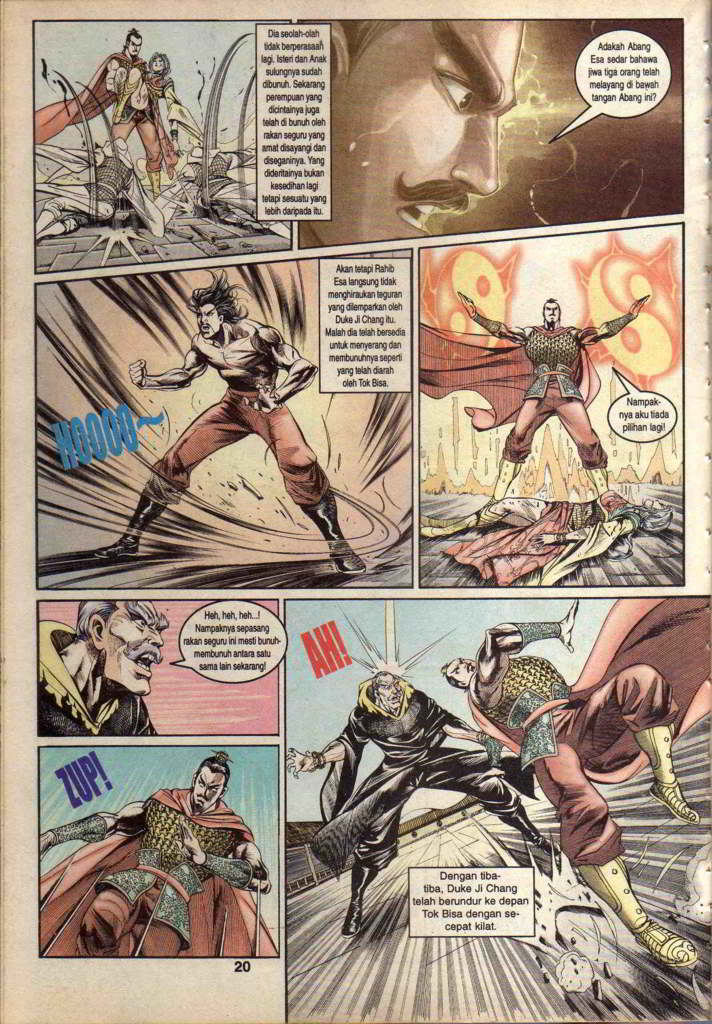 Dia seolah-olah
tidak berperasaan
lagi. Isteri dan Anak
sulungnya sudah
dibunuh. Sekarang
perempuan yang
dicintainya juga
telah di bunuh oleh
rakan seguru yang
amat disayangi dan
diseganinya. Yang
dideritainya bukan
kesedihan lagi
tetapi sesuatu yang
lebih daripada itu.
Adakah Abang
Esa sedar bahawa
jiwa tiga orang telah
melayang di bawah
tangan Abang ini?
Akan tetapi Rahib
Esa langsung tidak
menghiraukan teguran
yang dilemparkan oleh
Duke Ji Chang itu.
Malah dia telah bersedia
untuk menyerang dan
membunuhnya seperti
yang telah diarah
oleh Tok Bisa.
HOOOO~
Nampak-
nya aku tiada
pilihan lagi!
Heh, heh, heh...!
Nampaknya sepasang
rakan seguru ini mesti bunuh-
membunuh antara satu
sama lain sekarang!
AH!
ZUP!
Dengan tiba-
tiba, Duke Ji Chang
telah berundur ke depan
Tok Bisa dengan se-
cepat kilat.
20